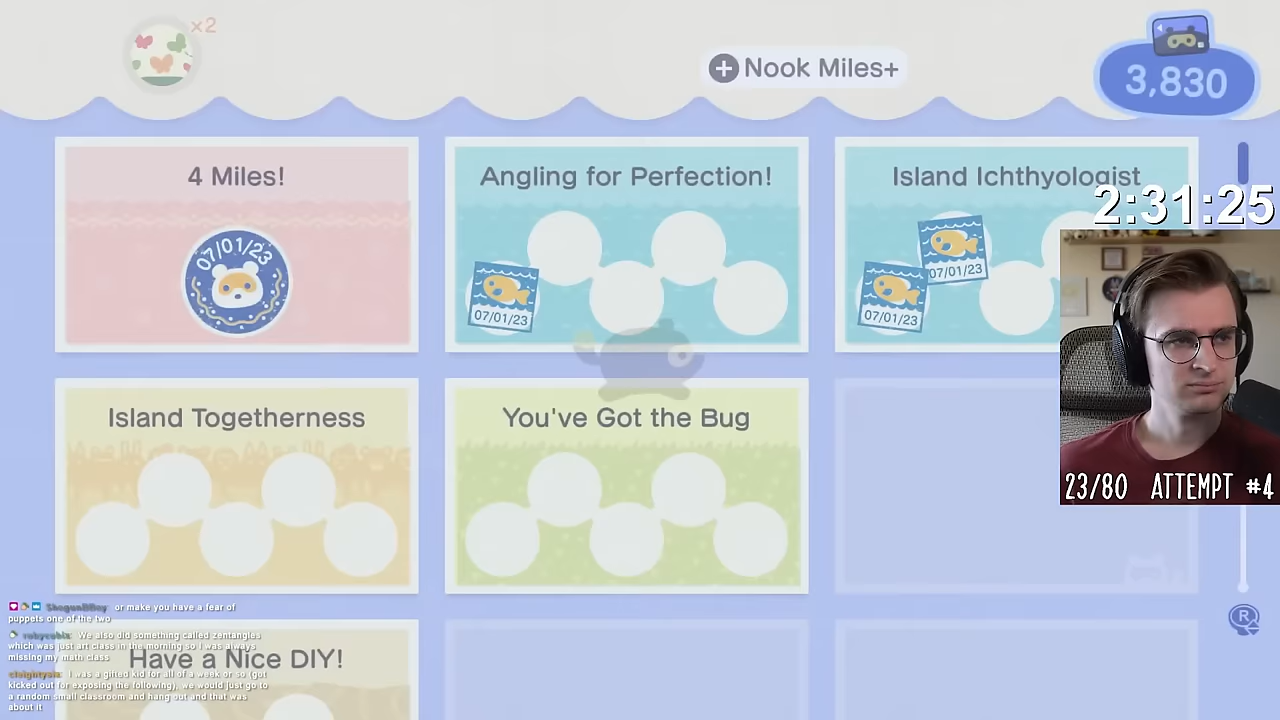 ×2
+ Nook Miles+
3,830
4 Miles!
07/01/23
Angling for Perfection!
07/01/23
Island Ichthyologist
07/01/23
07/01/23
2:31:25
Island Togetherness
You've Got the Bug
23/80 ATTEMPT #4
R
Have a Nice DIY!
ShogunBBoy or make you have a fear of
puppets one of the two
We also did something called zentangles
which was just art class in the morning so I was always
missing my math class
I was a gifted kid for all of a week or so (got
kicked out for exposing the following), we would just go to
a random small classroom and hang out and that was
about it